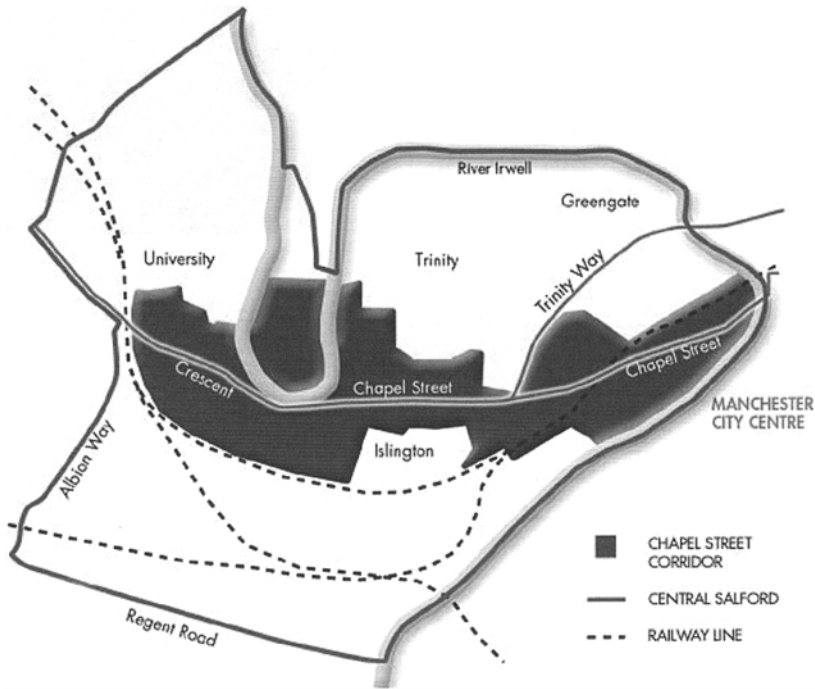 River Irwell
Greengate
University
Trinity
Trinity Way
Crescent
Chapel Street
Chapel Street
MANCHESTER
CITY CENTRE
Islington
Albion Way
CHAPEL STREET
CORRIDOR
CENTRAL SALFORD
RAILWAY LINE
Regent Road